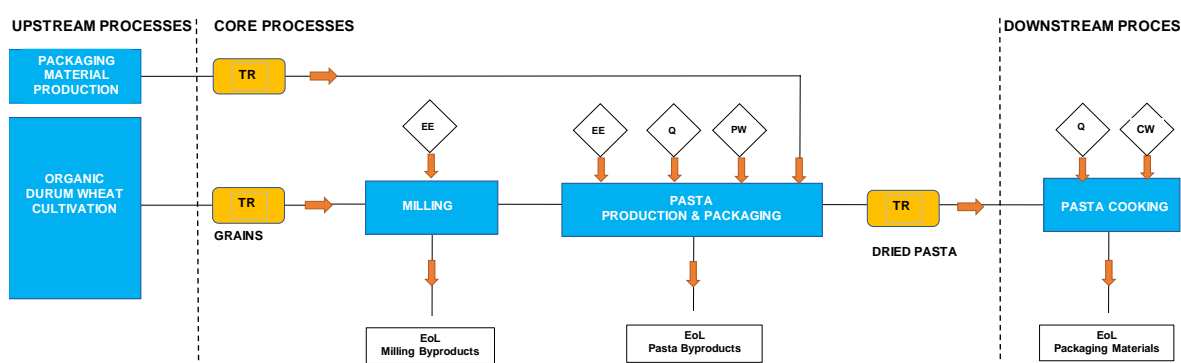 UPSTREAM PROCESSES
CORE PROCESSES
DOWNSTREAM PROCES
PACKAGING
MATERIAL
PRODUCTION
TR
EE
EE
Q
PW
Q
CW
ORGANIC
DURUM WHEAT
CULTIVATION
TR
GRAINS
MILLING
PASTA
PRODUCTION & PACKAGING
TR
DRIED PASTA
PASTA COOKING
EoL
Milling Byproducts
EoL
Pasta Byproducts
EoL
Packaging Materials